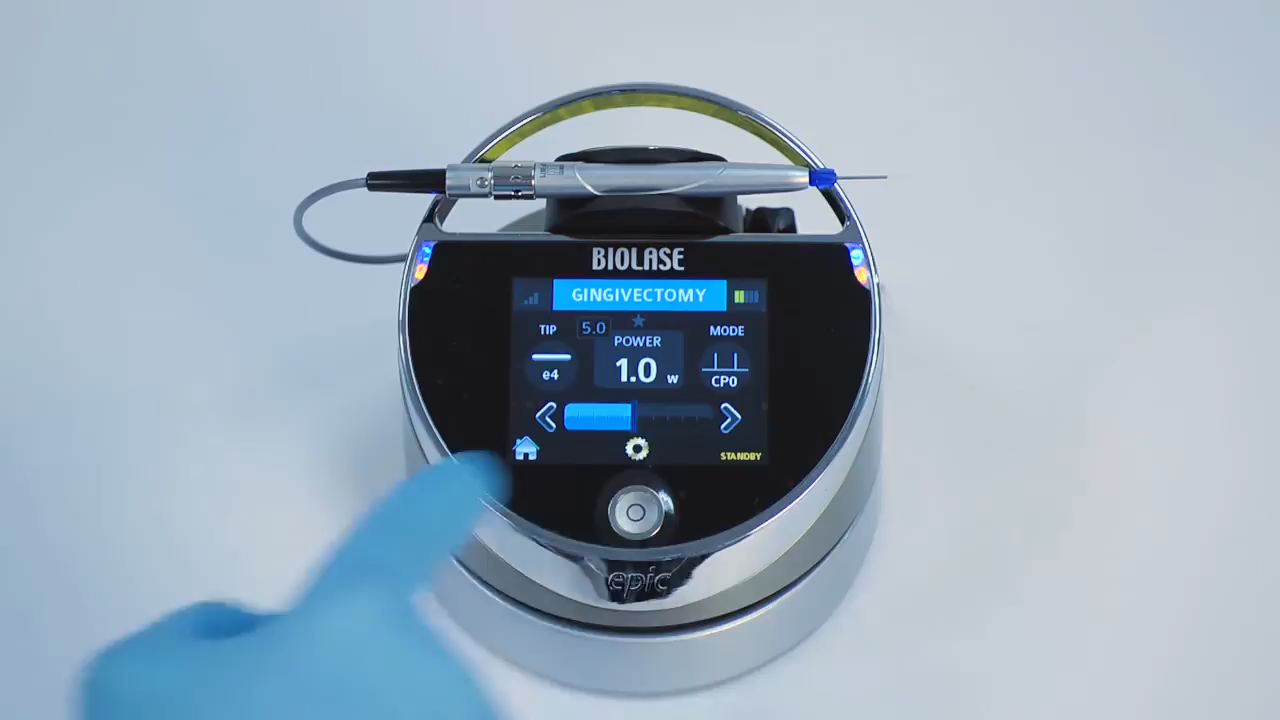 BIOLASE
GINGIVECTOMY
TIP
5.0
POWER
MODE
e4
1.0 w
CP0
STANDBY
epic